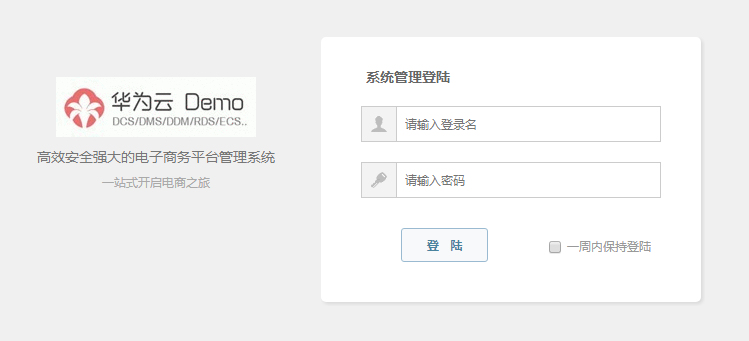 华为云 Demo
DCS/DMS/DDM/RDS/ECS..
高效安全强大的电子商务平台管理系统
一站式开启电商之旅
系统管理登陆
请输入登录名
请输入密码
登 陆
一周内保持登陆